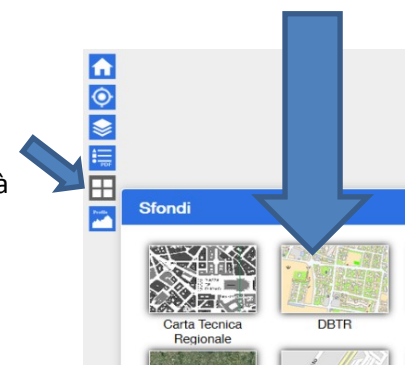 PDF
à
Profilo
Sfondi
Carta Tecnica
Regionale
DBTR